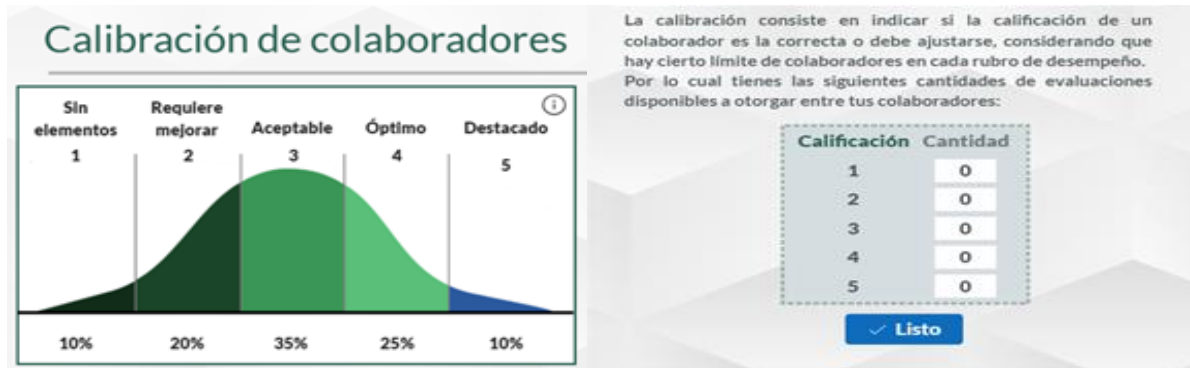 Calibración de colaboradores
Sin elementos
1
Requiere mejorar
2
Aceptable
3
Óptimo
4
Destacado
5
10%
20%
35%
25%
10%
La calibración consiste en indicar si la calificación de un
colaborador es la correcta o debe ajustarse, considerando que
hay cierto límite de colaboradores en cada rubro de desempeño.
Por lo cual tienes las siguientes cantidades de evaluaciones
disponibles a otorgar entre tus colaboradores:
Calificación Cantidad
1 0
2 0
3 0
4 0
5 0
Listo